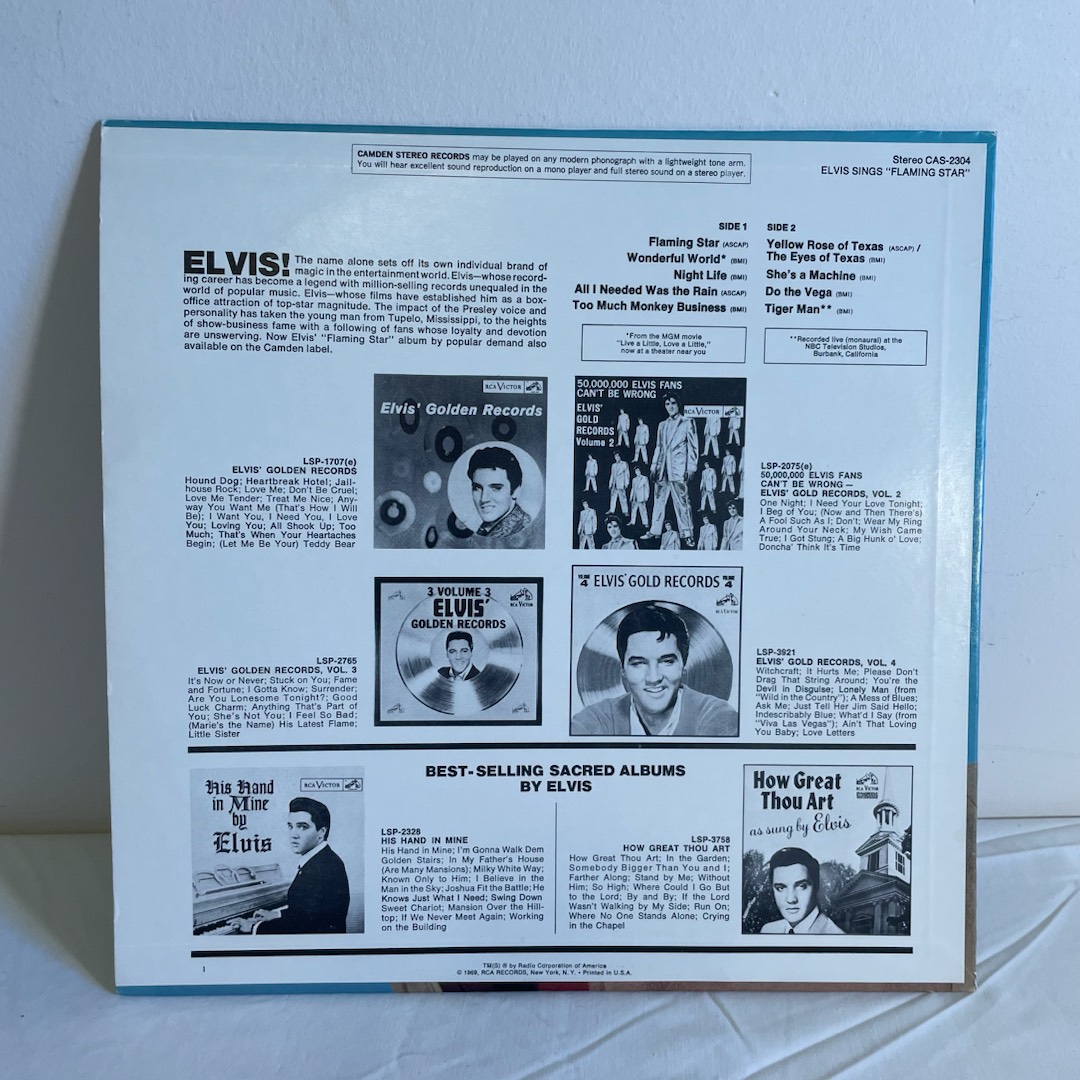 CAMDEN STEREO RECORDS may be played on any modern phonograph with a lightweight tone arm.
You will hear excellent sound reproduction on a mono player and full stereo sound on a stereo player.
Stereo CAS-2304
ELVIS SINGS "FLAMING STAR"
ELVIS! The name alone sets off its own individual brand of
magic in the entertainment world. Elvis—whose record-
ing career has become a legend with million-selling records unequaled in the
world of popular music. Elvis—whose films have established him as a box-
office attraction of top-star magnitude. The impact of the Presley voice and
personality has taken the young man from Tupelo, Mississippi, to the heights
of show-business fame with a following of fans whose loyalty and devotion
are unswerving. Now Elvis' "Flaming Star" album by popular demand also
available on the Camden label.
SIDE 1
Flaming Star (ASCAP)
Wonderful World* (BMI)
Night Life (BMI)
All I Needed Was the Rain (ASCAP)
Too Much Monkey Business (BMI)
*From the MGM movie
"Live a Little, Love a Little,"
now at a theater near you
SIDE 2
Yellow Rose of Texas (ASCAP) /
The Eyes of Texas (BMI)
She's a Machine (BMI)
Do the Vega (BMI)
Tiger Man** (BMI)
**Recorded live (monaural) at the
NBC Television Studios,
Burbank, California
LSP-1707(e)
ELVIS' GOLDEN RECORDS
Hound Dog; Heartbreak Hotel; Jail-
house Rock; Love Me; Don't Be Cruel;
Love Me Tender; Treat Me Nice; Any-
way You Want Me (That's How I Will
Be); I Want You, I Need You, I Love
You; Loving You; All Shook Up; Too
Much; That's When Your Heartaches
Begin; (Let Me Be Your) Teddy Bear
RCA VICTOR
Elvis' Golden Records
50,000,000 ELVIS FANS
CAN'T BE WRONG
ELVIS'
GOLD
RECORDS
Volume 2
RCA VICTOR
LSP-2075(e)
50,000,000 ELVIS FANS
CAN'T BE WRONG —
ELVIS' GOLD RECORDS, VOL. 2
One Night; I Need Your Love Tonight;
I Beg of You; (Now and Then There's)
A Fool Such As I; Don't; Wear My Ring
Around Your Neck; My Wish Came
True; I Got Stung; A Big Hunk o' Love;
Doncha' Think It's Time
LSP-2765
ELVIS' GOLDEN RECORDS, VOL. 3
It's Now or Never; Stuck on You; Fame
and Fortune; I Gotta Know; Surrender;
Are You Lonesome Tonight?; Good
Luck Charm; Anything That's Part of
You; She's Not You; I Feel So Bad;
(Marie's the Name) His Latest Flame;
Little Sister
3 VOLUME 3
ELVIS'
GOLDEN RECORDS
RCA VICTOR
VOLUME 4 ELVIS' GOLD RECORDS VOLUME 4
RCA VICTOR
LSP-3921
ELVIS' GOLD RECORDS, VOL. 4
Witchcraft; It Hurts Me; Please Don't
Drag That String Around; You're the
Devil in Disguise; Lonely Man (from
"Wild in the Country"); A Mess of Blues;
Ask Me; Just Tell Her Jim Said Hello;
Indescribably Blue; What'd I Say (from
"Viva Las Vegas"); Ain't That Loving
You Baby; Love Letters
BEST-SELLING SACRED ALBUMS
BY ELVIS
His Hand
in Mine
by
Elvis
RCA VICTOR
LSP-2328
HIS HAND IN MINE
His Hand in Mine; I'm Gonna Walk Dem
Golden Stairs; In My Father's House
(Are Many Mansions); Milky White Way;
Known Only to Him; I Believe in the
Man in the Sky; Joshua Fit the Battle; He
Knows Just What I Need; Swing Down
Sweet Chariot; Mansion Over the Hill-
top; If We Never Meet Again; Working
on the Building
LSP-3758
HOW GREAT THOU ART
How Great Thou Art; In the Garden;
Somebody Bigger Than You and I;
Farther Along; Stand by Me; Without
Him; So High; Where Could I Go But
to the Lord; By and By; If the Lord
Wasn't Walking by My Side; Run On;
Where No One Stands Alone; Crying
in the Chapel
How Great
Thou Art
as sung by Elvis
RCA VICTOR
1
TM(S) ® by Radio Corporation of America
© 1969, RCA RECORDS, New York, N.Y. • Printed in U.S.A.